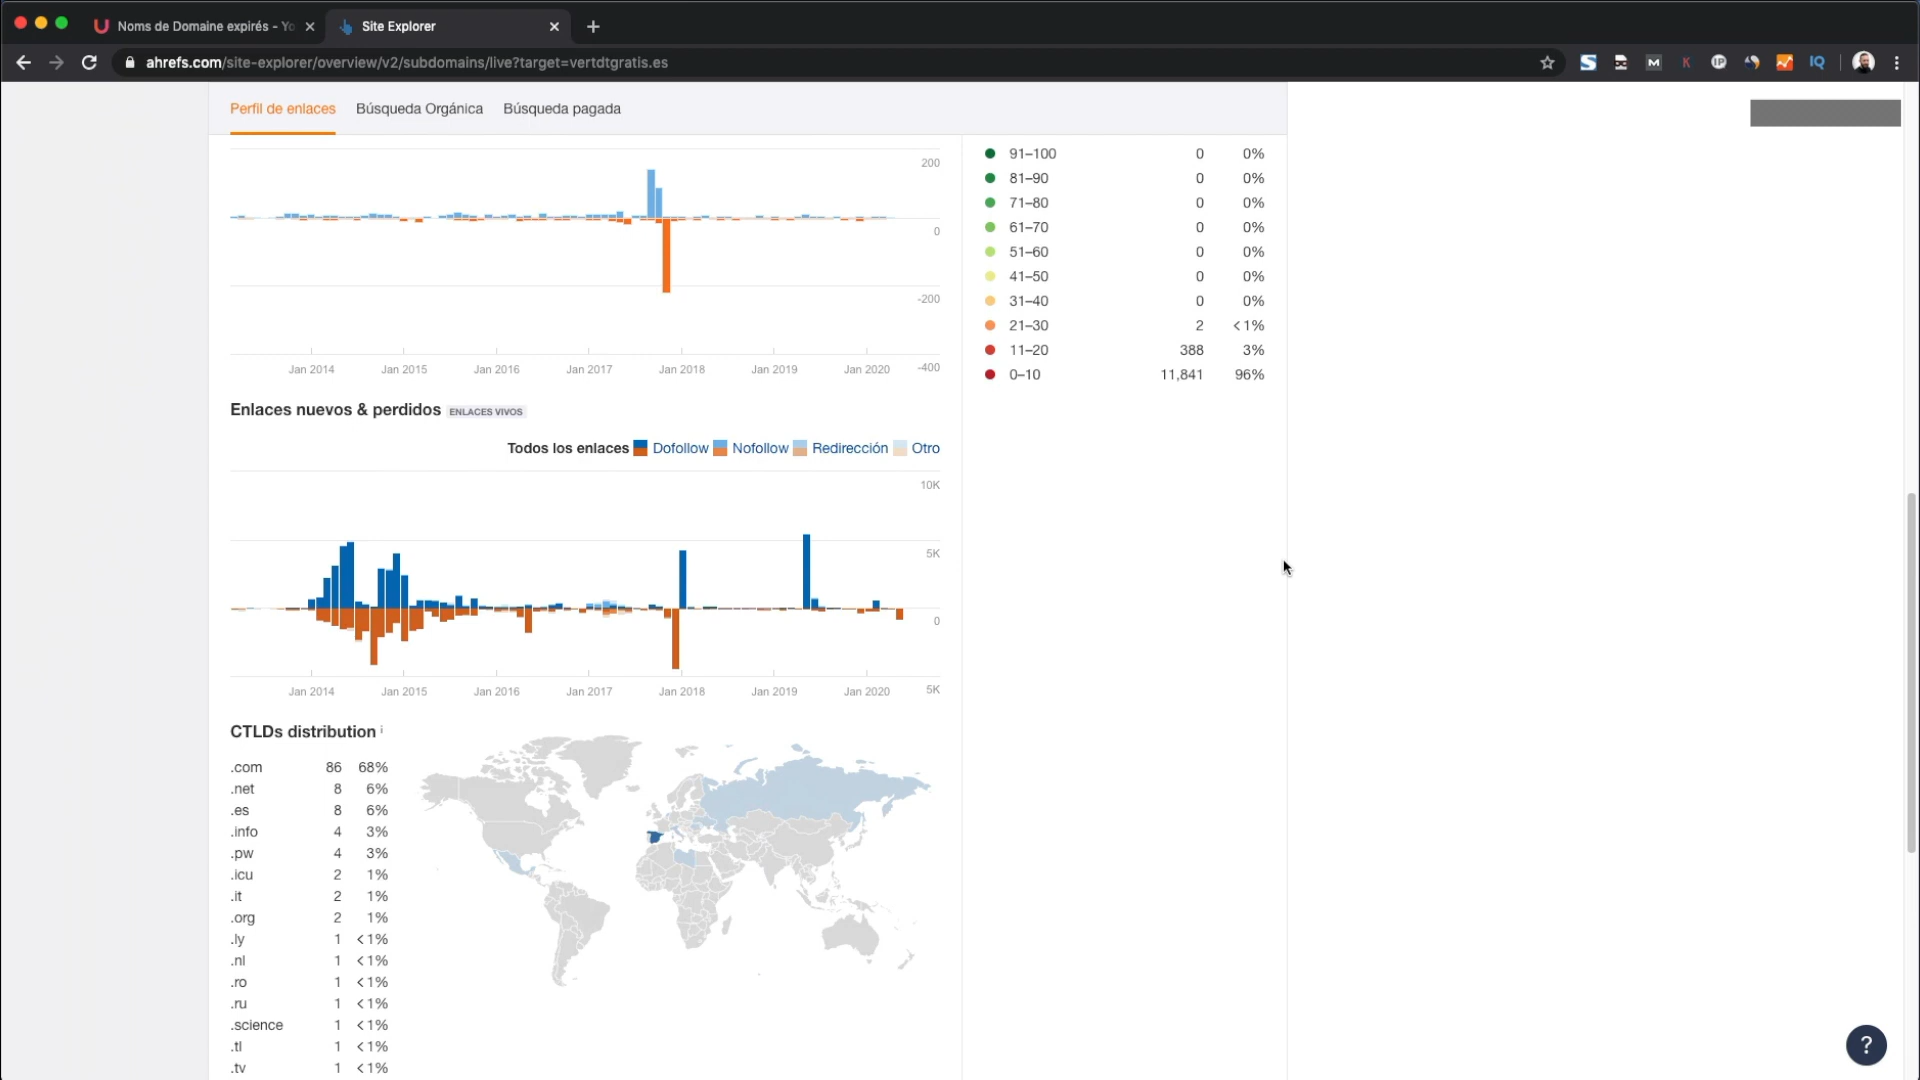 Noms de Domaine expirés - Yo
Site Explorer
ahrefs.com/site-explorer/overview/v2/subdomains/live?target=vertdtgratis.es
Perfil de enlaces Búsqueda Orgánica Búsqueda pagada
200
0
-200
-400
Jan 2014 Jan 2015 Jan 2016 Jan 2017 Jan 2018 Jan 2019 Jan 2020
91–100 0 0%
81–90 0 0%
71–80 0 0%
61–70 0 0%
51–60 0 0%
41–50 0 0%
31–40 0 0%
21–30 2 <1%
11–20 388 3%
0–10 11,841 96%
Enlaces nuevos & perdidos ENLACES VIVOS
Todos los enlaces Dofollow Nofollow Redirección Otro
10K
5K
0
5K
Jan 2014 Jan 2015 Jan 2016 Jan 2017 Jan 2018 Jan 2019 Jan 2020
CTLDs distribution i
.com 86 68%
.net 8 6%
.es 8 6%
.info 4 3%
.pw 4 3%
.icu 2 1%
.it 2 1%
.org 2 1%
.ly 1 <1%
.nl 1 <1%
.ro 1 <1%
.ru 1 <1%
.science 1 <1%
.tl 1 <1%
.tv 1 <1%
?
S
M
K
IP
IQ